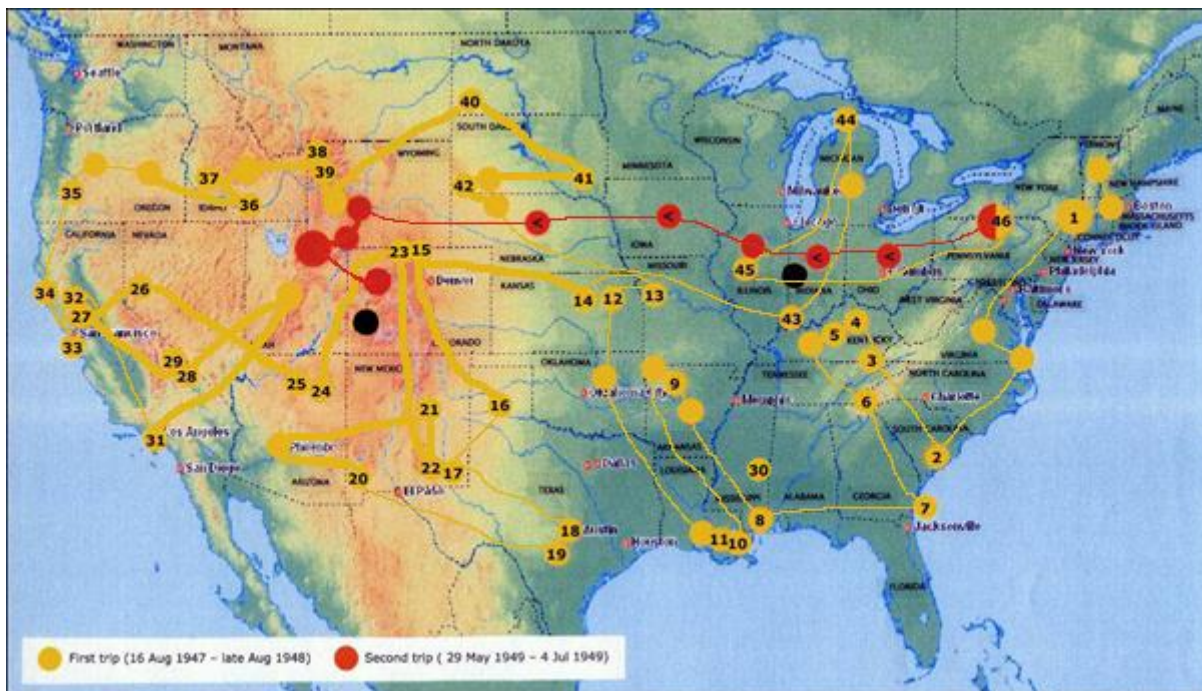 WASHINGTON
MONTANA
NORTH DAKOTA
MAINE
Seattle
40
44
VERMONT
Portland
SOUTH DAKOTA
WISCONSIN
38
WYOMING
MINNESOTA
MICHIGAN
39
37
42
41
NEW YORK
NEW HAMPSHIRE
35
36
Milwaukee
Boston
OREGON
Idaho
<
<
46
1
MASSACHUSETTS
RHODE ISLAND
CALIFORNIA
NEVADA
Chicago
Detroit
CONNECTICUT
IOWA
New York
23
15
<
<
PENNSYLVANIA
NEW JERSEY
NEBRASKA
45
Philadelphia
MISSOURI
Denver
KANSAS
ILLINOIS
INDIANA
OHIO
34
32
26
14
12
13
WEST VIRGINIA
DELAWARE
27
43
5
4
San Francisco
KENTUCKY
33
VIRGINIA
29
28
NEW MEXICO
OKLAHOMA
3
25
24
9
TENNESSEE
NORTH CAROLINA
Memphis
Charlotte
6
16
21
31
Los Angeles
SOUTH CAROLINA
ARKANSAS
2
San Diego
22
17
Dallas
LOUISIANA
30
20
ARIZONA
El Paso
TEXAS
MISSISSIPPI
ALABAMA
GEORGIA
7
8
18
Austin
Jacksonville
19
Houston
11
10
FLORIDA
First trip (16 Aug 1947 – late Aug 1948)
Second trip ( 29 May 1949 – 4 Jul 1949)